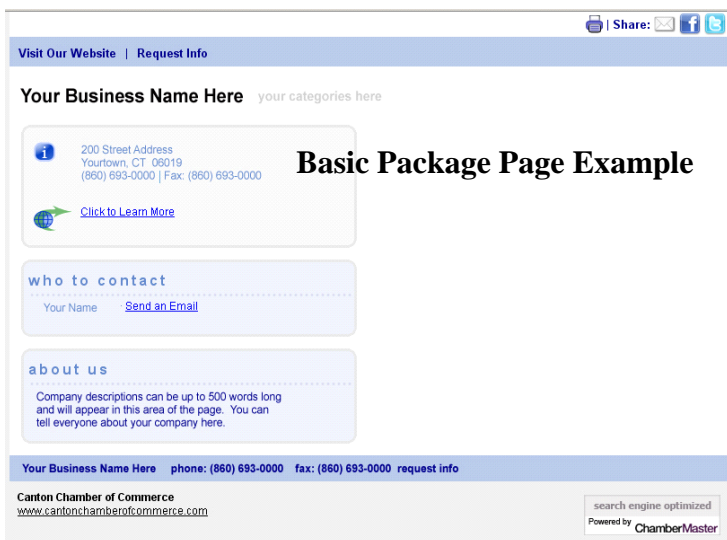 | Share:
Visit Our Website | Request Info
Your Business Name Here your categories here
200 Street Address
Yourtown, CT 06019
(860) 693-0000 | Fax: (860) 693-0000
Basic Package Page Example
Click to Learn More
who to contact
Your Name Send an Email
about us
Company descriptions can be up to 500 words long
and will appear in this area of the page. You can
tell everyone about your company here.
Your Business Name Here phone: (860) 693-0000 fax: (860) 693-0000 request info
Canton Chamber of Commerce
www.cantonchamberofcommerce.com
search engine optimized
Powered by ChamberMaster